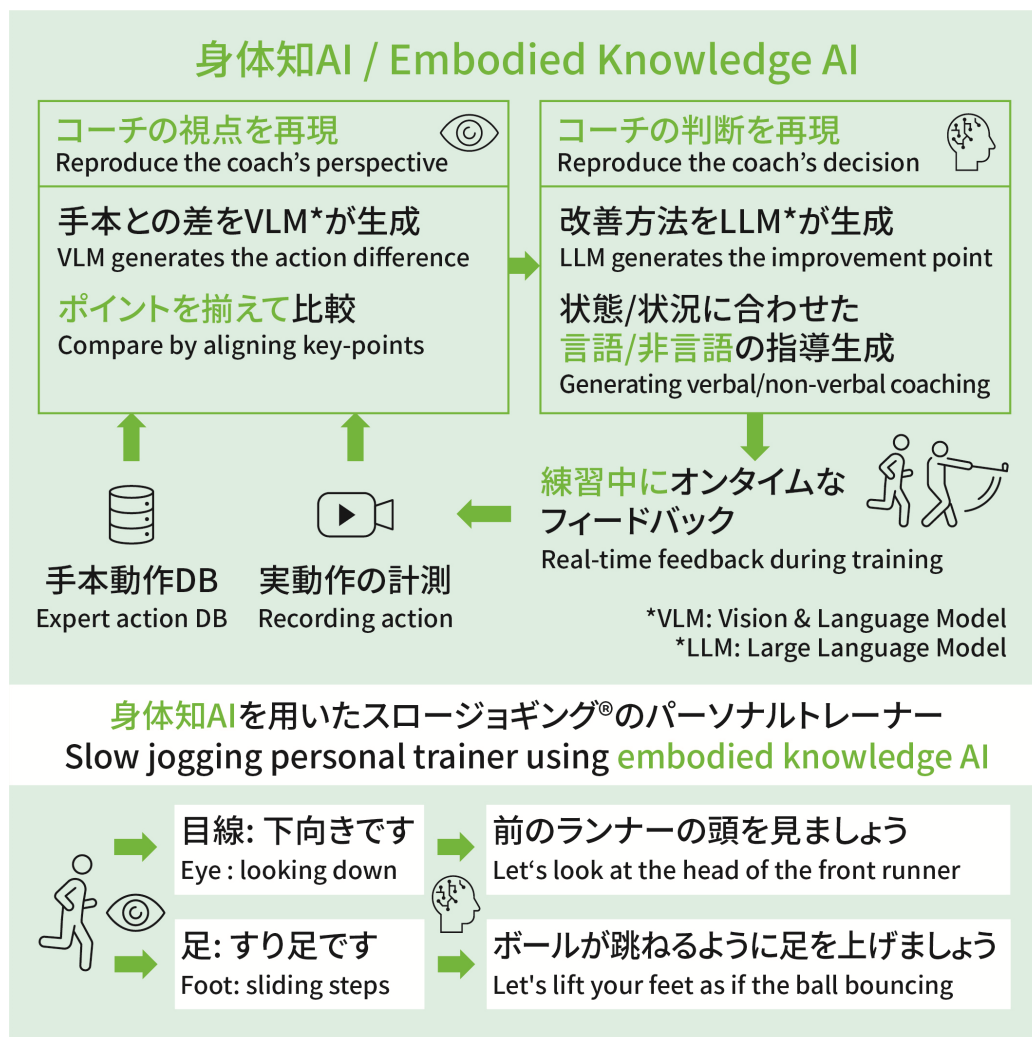 身体知AI / Embodied Knowledge AI
コーチの視点を再現
Reproduce the coach’s perspective
手本との差をVLM*が生成
VLM generates the action difference
ポイントを揃えて比較
Compare by aligning key-points
コーチの判断を再現
Reproduce the coach’s decision
改善方法をLLM*が生成
LLM generates the improvement point
状態/状況に合わせた
言語/非言語の指導生成
Generating verbal/non-verbal coaching
手本動作DB
Expert action DB
実動作の計測
Recording action
練習中にオンタイムな
フィードバック
Real-time feedback during training
*VLM: Vision & Language Model
*LLM: Large Language Model
身体知AIを用いたスロージョギング®のパーソナルトレーナー
Slow jogging personal trainer using embodied knowledge AI
目線: 下向きです
Eye : looking down
前のランナーの頭を見ましょう
Let‘s look at the head of the front runner
足: すり足です
Foot: sliding steps
ボールが跳ねるように足を上げましょう
Let's lift your feet as if the ball bouncing